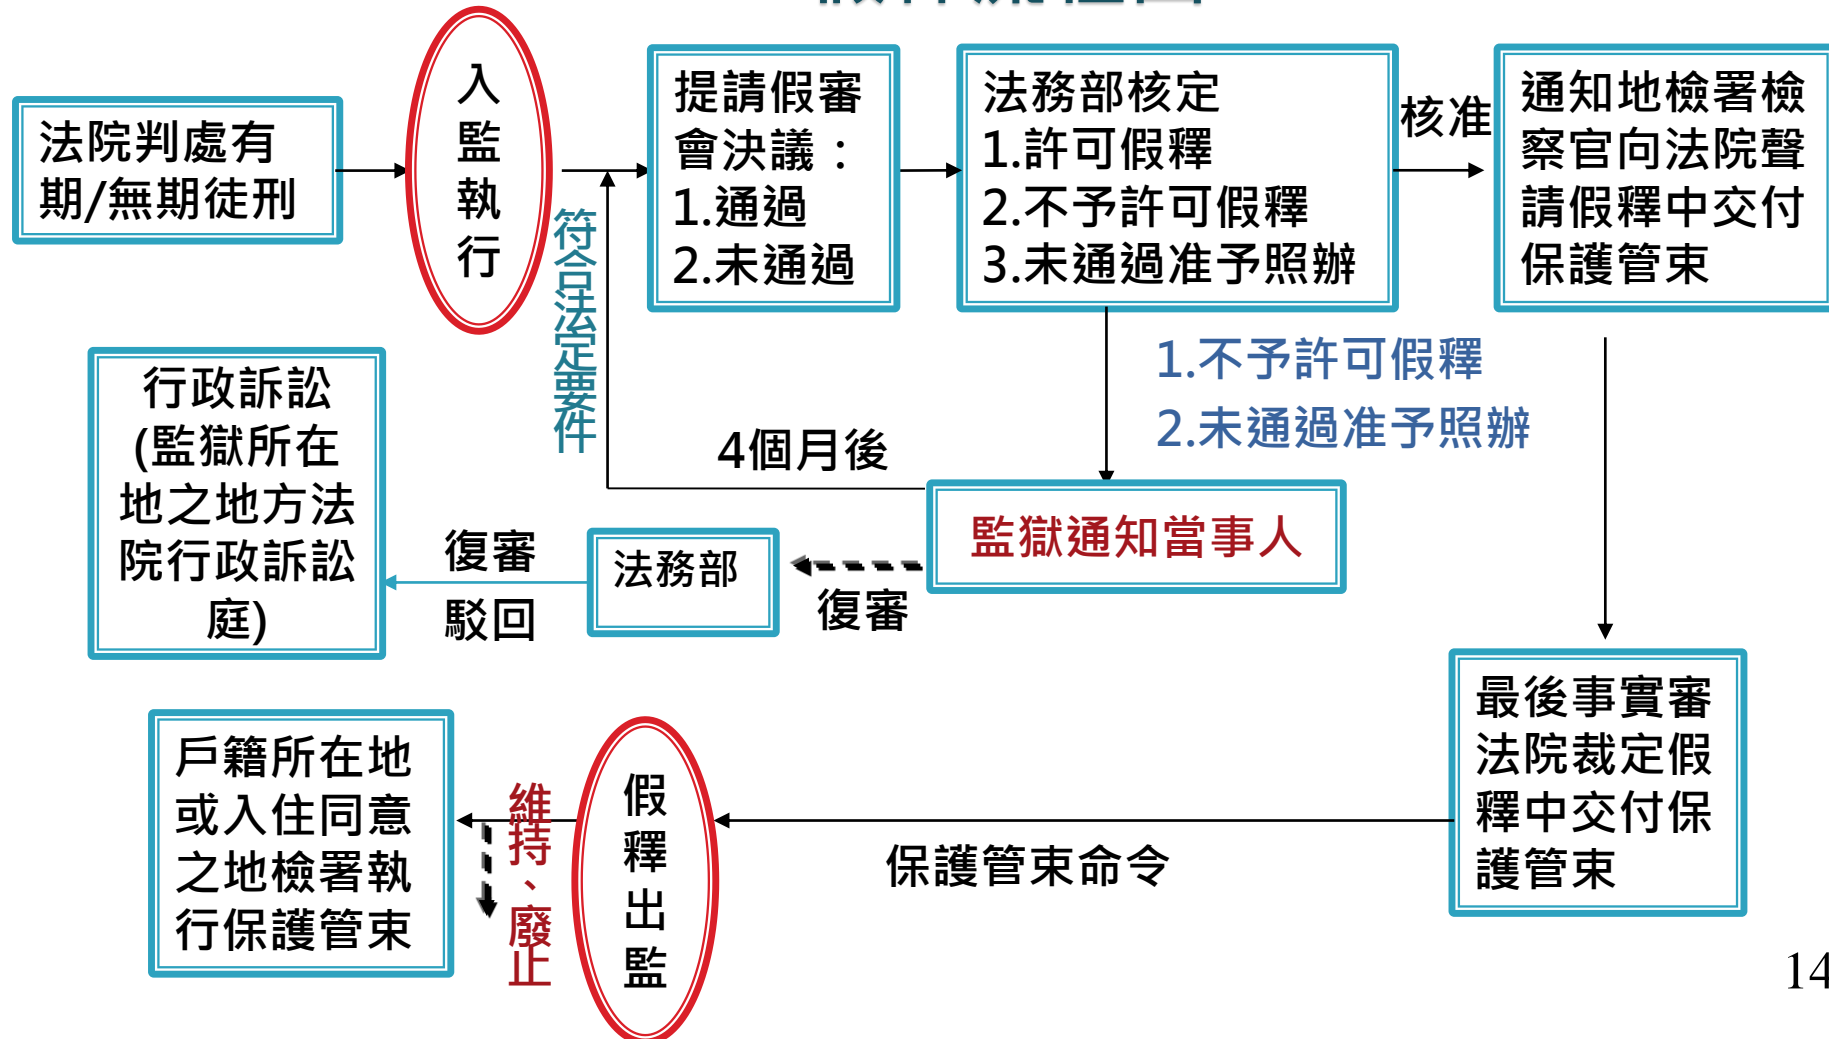 法院判處有
期/無期徒刑
入
監
執
行
符合法定要件
提請假審
會決議：
1.通過
2.未通過
法務部核定
1.許可假釋
2.不予許可假釋
3.未通過准予照辦
核准
通知地檢署檢
察官向法院聲
請假釋中交付
保護管束
1.不予許可假釋
2.未通過准予照辦
4個月後
監獄通知當事人
復審
法務部
復審
駁回
行政訴訟
(監獄所在
地之地方法
院行政訴訟
庭)
最後事實審
法院裁定假
釋中交付保
護管束
保護管束命令
假
釋
出
監
維持、廢止
戶籍所在地
或入住同意
之地檢署執
行保護管束
14